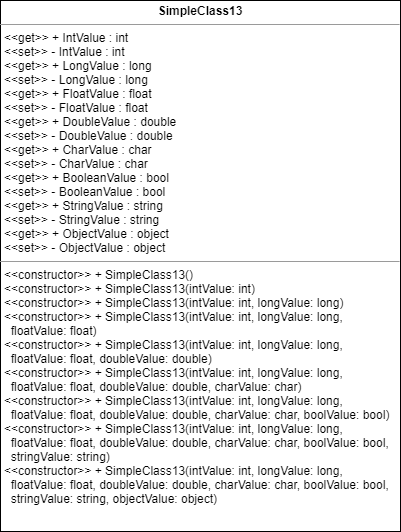 SimpleClass13
<<get>> + IntValue : int
<<set>> - IntValue : int
<<get>> + LongValue : long
<<set>> - LongValue : long
<<get>> + FloatValue : float
<<set>> - FloatValue : float
<<get>> + DoubleValue : double
<<set>> - DoubleValue : double
<<get>> + CharValue : char
<<set>> - CharValue : char
<<get>> + BooleanValue : bool
<<set>> - BooleanValue : bool
<<get>> + StringValue : string
<<set>> - StringValue : string
<<get>> + ObjectValue : object
<<set>> - ObjectValue : object
<<constructor>> + SimpleClass13()
<<constructor>> + SimpleClass13(intValue: int)
<<constructor>> + SimpleClass13(intValue: int, longValue: long)
<<constructor>> + SimpleClass13(intValue: int, longValue: long,
floatValue: float)
<<constructor>> + SimpleClass13(intValue: int, longValue: long,
floatValue: float, doubleValue: double)
<<constructor>> + SimpleClass13(intValue: int, longValue: long,
floatValue: float, doubleValue: double, charValue: char)
<<constructor>> + SimpleClass13(intValue: int, longValue: long,
floatValue: float, doubleValue: double, charValue: char, boolValue: bool)
<<constructor>> + SimpleClass13(intValue: int, longValue: long,
floatValue: float, doubleValue: double, charValue: char, boolValue: bool,
stringValue: string)
<<constructor>> + SimpleClass13(intValue: int, longValue: long,
floatValue: float, doubleValue: double, charValue: char, boolValue: bool,
stringValue: string, objectValue: object)